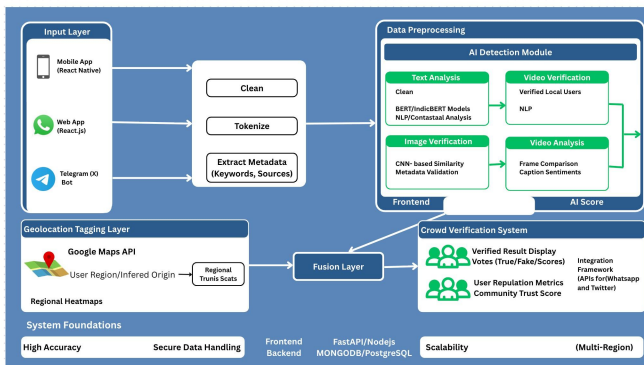 Input Layer
Mobile App
(React Native)
Web App
(React.js)
Telegram (X)
Bot
Clean
Tokenize
Extract Metadata
(Keywords, Sources)
Data Preprocessing
AI Detection Module
Text Analysis
Clean
BERT/IndicBERT Models
NLP/Contastaal Analysis
Video Verification
Verified Local Users
NLP
Image Verification
CNN- based Similarity
Metadata Validation
Video Analysis
Frame Comparison
Caption Sentiments
Frontend
AI Score
Geolocation Tagging Layer
Google Maps API
User Region/Infered Origin
Regional
Trunis Scats
Regional Heatmaps
Fusion Layer
Crowd Verification System
Verified Result Display
Votes (True/Fake/Scores)
User Repulation Metrics
Community Trust Score
Integration
Framework
(APIs for(Whatsapp
and Twitter)
System Foundations
High Accuracy
Secure Data Handling
Frontend
Backend
FastAPI/Nodejs
MONGODB/PostgreSQL
Scalability
(Multi-Region)